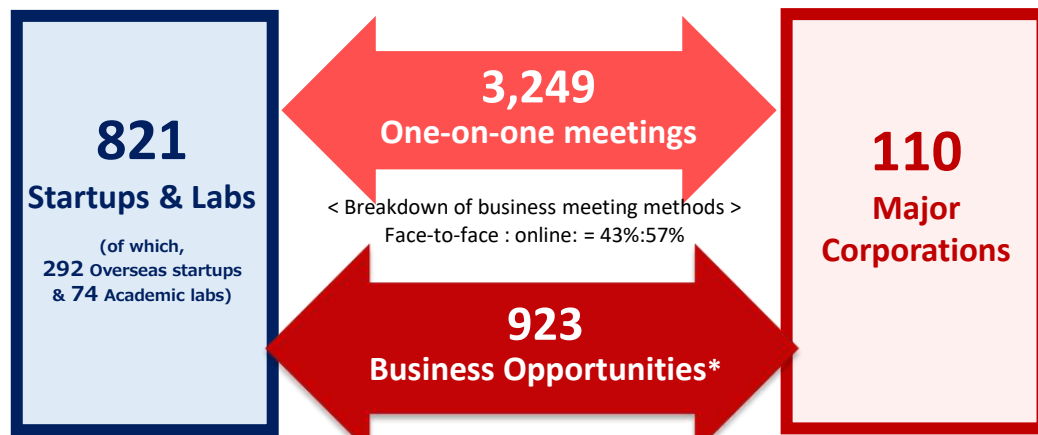 821
Startups & Labs
(of which,
292 Overseas startups
& 74 Academic labs)
3,249
One-on-one meetings
< Breakdown of business meeting methods >
Face-to-face : online: = 43%:57%
923
Business Opportunities*
110
Major
Corporations